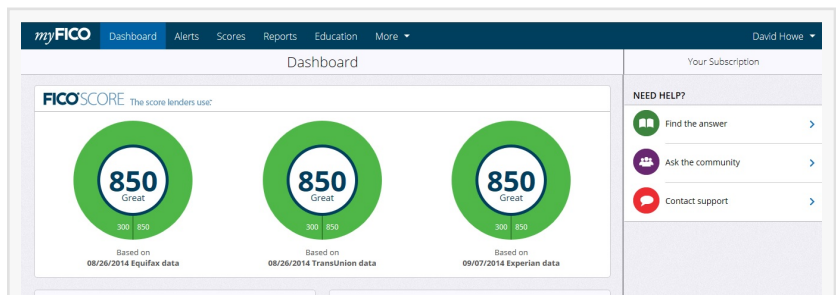 myFICO Dashboard Alerts Scores Reports Education More David Howe
Dashboard
Your Subscription
FICO SCORE The score lenders use.
850
Great
300 850
Based on
08/26/2014 Equifax data
850
Great
300 850
Based on
08/26/2014 TransUnion data
850
Great
300 850
Based on
09/07/2014 Experian data
NEED HELP?
Find the answer
Ask the community
Contact support